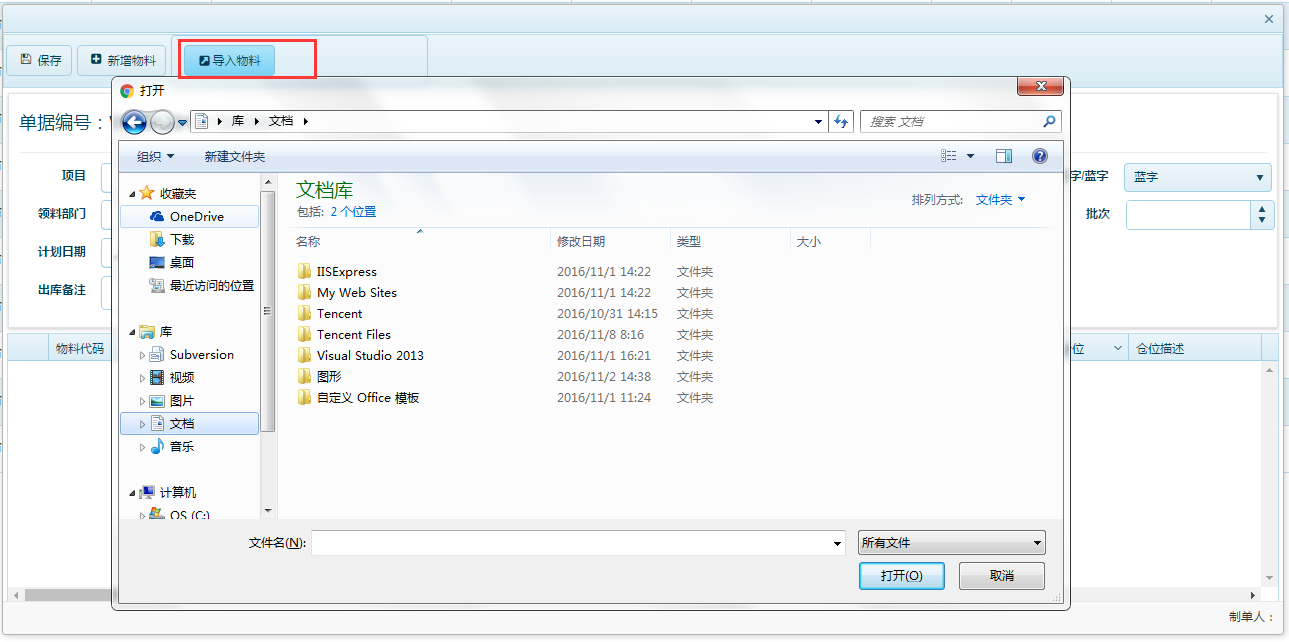 保存 新增物料 导入物料
打开
单据编号：
库 文档 搜索 文档
组织 新建文件夹
项目
领料部门
计划日期
出库备注
字/蓝字 蓝字
批次
收藏夹
OneDrive
下载
桌面
最近访问的位置
库
Subversion
视频
图片
文档
音乐
计算机
OS (C:)
文档库
包括: 2 个位置
排列方式: 文件夹
名称 修改日期 类型 大小
IISExpress 2016/11/1 14:22 文件夹
My Web Sites 2016/11/1 14:22 文件夹
Tencent 2016/10/31 14:15 文件夹
Tencent Files 2016/11/8 8:16 文件夹
Visual Studio 2013 2016/11/1 16:21 文件夹
图形 2016/11/2 14:38 文件夹
自定义 Office 模板 2016/11/1 11:24 文件夹
物料代码 位 仓位描述
文件名(N): 所有文件
打开(O) 取消
制单人：